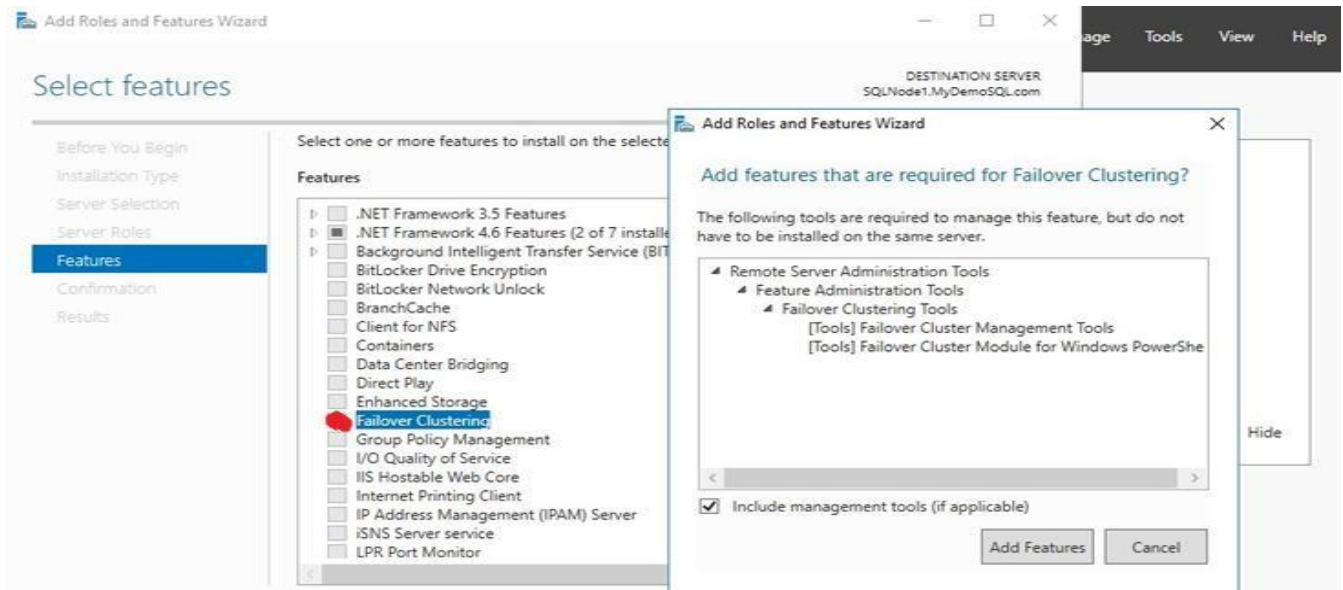 Add Roles and Features Wizard
Tools View Help
Select features
DESTINATION SERVER
SQLNode1.MyDemoSQL.com
Before You Begin
Installation Type
Server Selection
Server Roles
Features
Confirmation
Results
Select one or more features to install on the selecte
Features
.NET Framework 3.5 Features
.NET Framework 4.6 Features (2 of 7 installe
Background Intelligent Transfer Service (BIT
BitLocker Drive Encryption
BitLocker Network Unlock
BranchCache
Client for NFS
Containers
Data Center Bridging
Direct Play
Enhanced Storage
Failover Clustering
Group Policy Management
I/O Quality of Service
IIS Hostable Web Core
Internet Printing Client
IP Address Management (IPAM) Server
iSNS Server service
LPR Port Monitor
Add Roles and Features Wizard
Add features that are required for Failover Clustering?
The following tools are required to manage this feature, but do not
have to be installed on the same server.
Remote Server Administration Tools
Feature Administration Tools
Failover Clustering Tools
[Tools] Failover Cluster Management Tools
[Tools] Failover Cluster Module for Windows PowerShe
Include management tools (if applicable)
Add Features Cancel
Hide